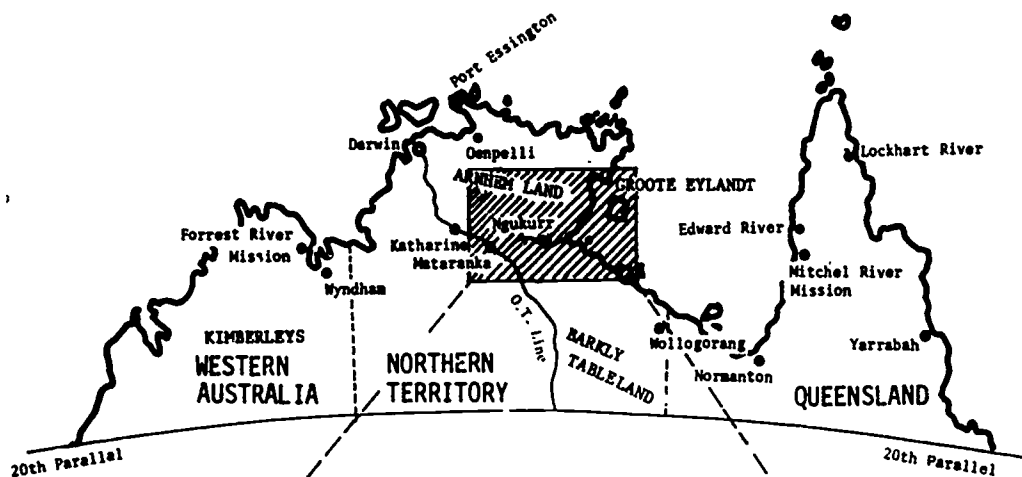 Port Essington
Darwin
Oenpelli
ARNHEM LAND
GROOTE EYLANDT
Ngukurr
Forrest River
Mission
Katharine
Mataranka
Edward River
Lockhart River
Mitchel River
Mission
Wyndham
O.T. Line
KIMBERLEYS
WESTERN
AUSTRALIA
NORTHERN
TERRITORY
BARKLY
TABLELAND
Wollogorang
Normanton
Yarrabah
QUEENSLAND
20th Parallal
20th Parallel